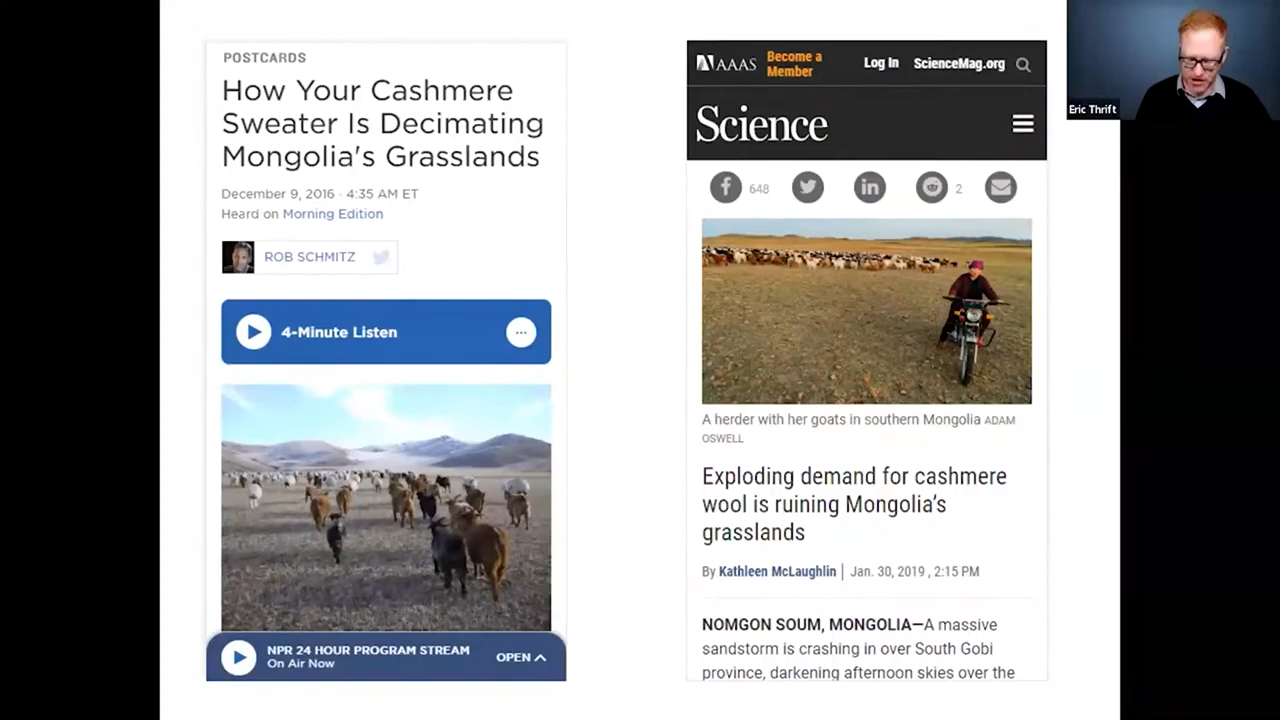 POSTCARDS
How Your Cashmere
Sweater Is Decimating
Mongolia's Grasslands
December 9, 2016 · 4:35 AM ET
Heard on Morning Edition
ROB SCHMITZ
4-Minute Listen
NPR 24 HOUR PROGRAM STREAM
On Air Now
OPEN
AAAS
Become a
Member
Log In
ScienceMag.org
Science
648
2
A herder with her goats in southern Mongolia ADAM
OSWELL
Exploding demand for cashmere
wool is ruining Mongolia’s
grasslands
By Kathleen McLaughlin | Jan. 30, 2019 , 2:15 PM
NOMGON SOUM, MONGOLIA—A massive
sandstorm is crashing in over South Gobi
province, darkening afternoon skies over the
Eric Thrift